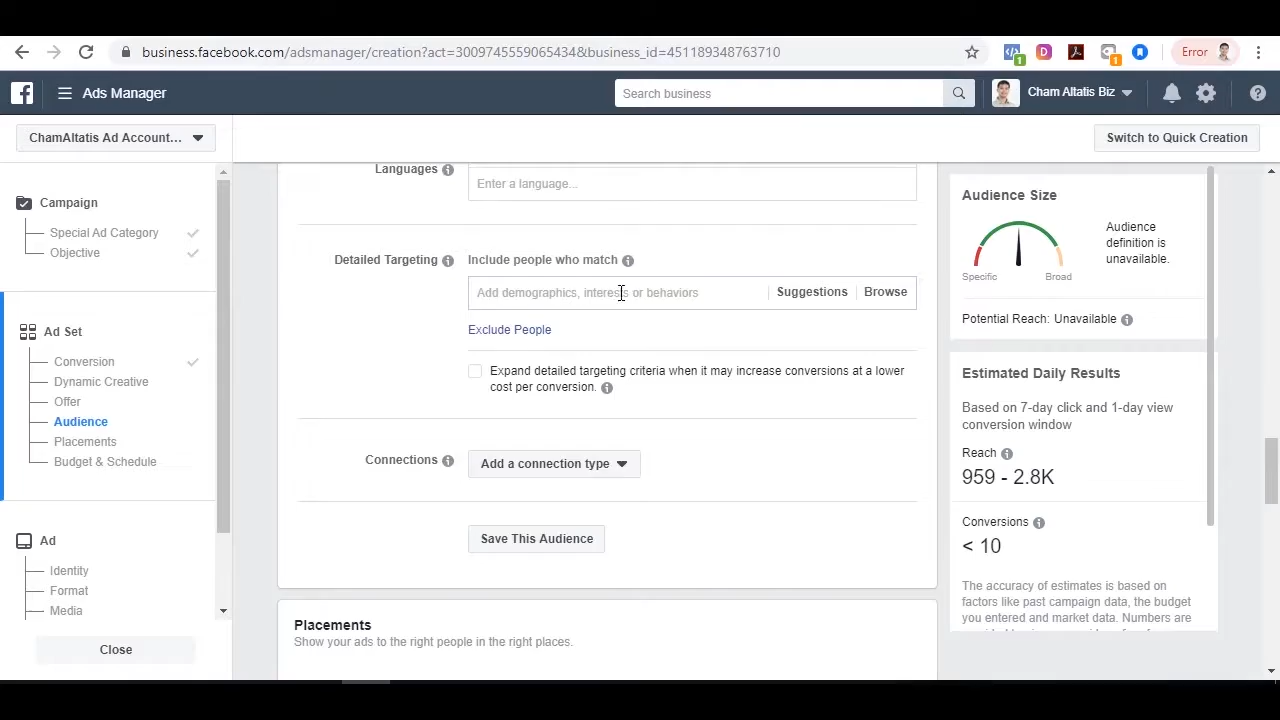 business.facebook.com/adsmanager/creation?act=3009745559065434&business_id=451189348763710
1
1
Error
Ads Manager
Search business
Cham Altatis Biz
ChamAltatis Ad Account...
Switch to Quick Creation
Campaign
Special Ad Category
Objective
Ad Set
Conversion
Dynamic Creative
Offer
Audience
Placements
Budget & Schedule
Ad
Identity
Format
Media
Close
Languages
Enter a language...
Detailed Targeting
Include people who match
Add demographics, interests or behaviors
Suggestions
Browse
Exclude People
Expand detailed targeting criteria when it may increase conversions at a lower
cost per conversion.
Connections
Add a connection type
Save This Audience
Placements
Show your ads to the right people in the right places.
Audience Size
Specific
Broad
Audience
definition is
unavailable.
Potential Reach: Unavailable
Estimated Daily Results
Based on 7-day click and 1-day view
conversion window
Reach
959 - 2.8K
Conversions
< 10
The accuracy of estimates is based on
factors like past campaign data, the budget
you entered and market data. Numbers are